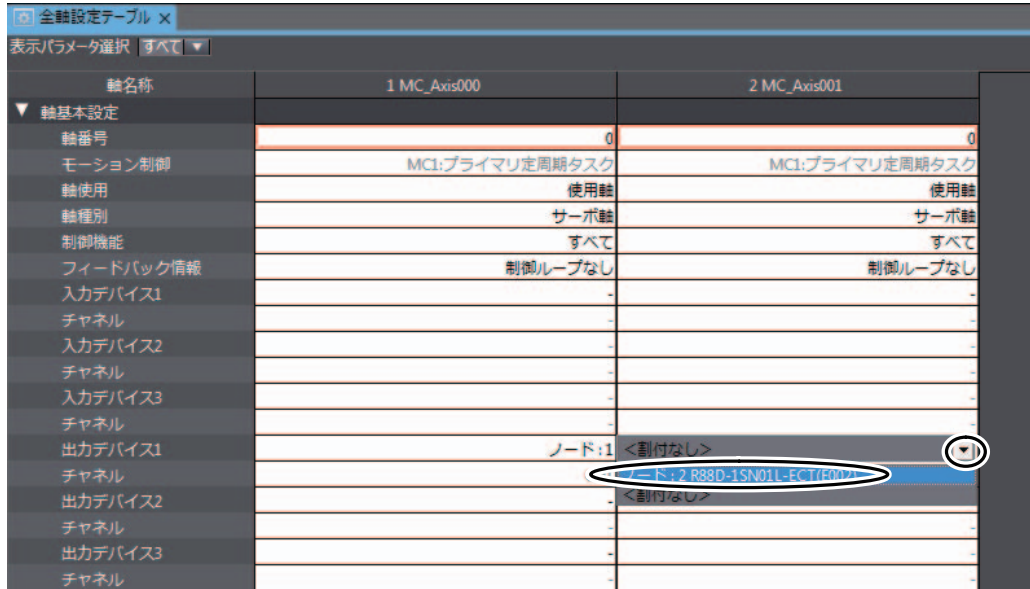 全軸設定テーブル ×
表示パラメータ選択 すべて ▼
軸名称 1 MC_Axis000 2 MC_Axis001
▼ 軸基本設定
軸番号 0 0
モーション制御 MC1:プライマリ定周期タスク MC1:プライマリ定周期タスク
軸使用 使用軸 使用軸
軸種別 サーボ軸 サーボ軸
制御機能 すべて すべて
フィードバック情報 制御ループなし 制御ループなし
入力デバイス1 - -
チャネル - -
入力デバイス2 - -
チャネル - -
入力デバイス3 - -
チャネル - -
出力デバイス1 ノード:1 <割付なし> ▼
チャネル ノード : 2 R88D-1SN01L-ECT(E002)
出力デバイス2 - <割付なし>
チャネル - -
出力デバイス3 - -
チャネル - -